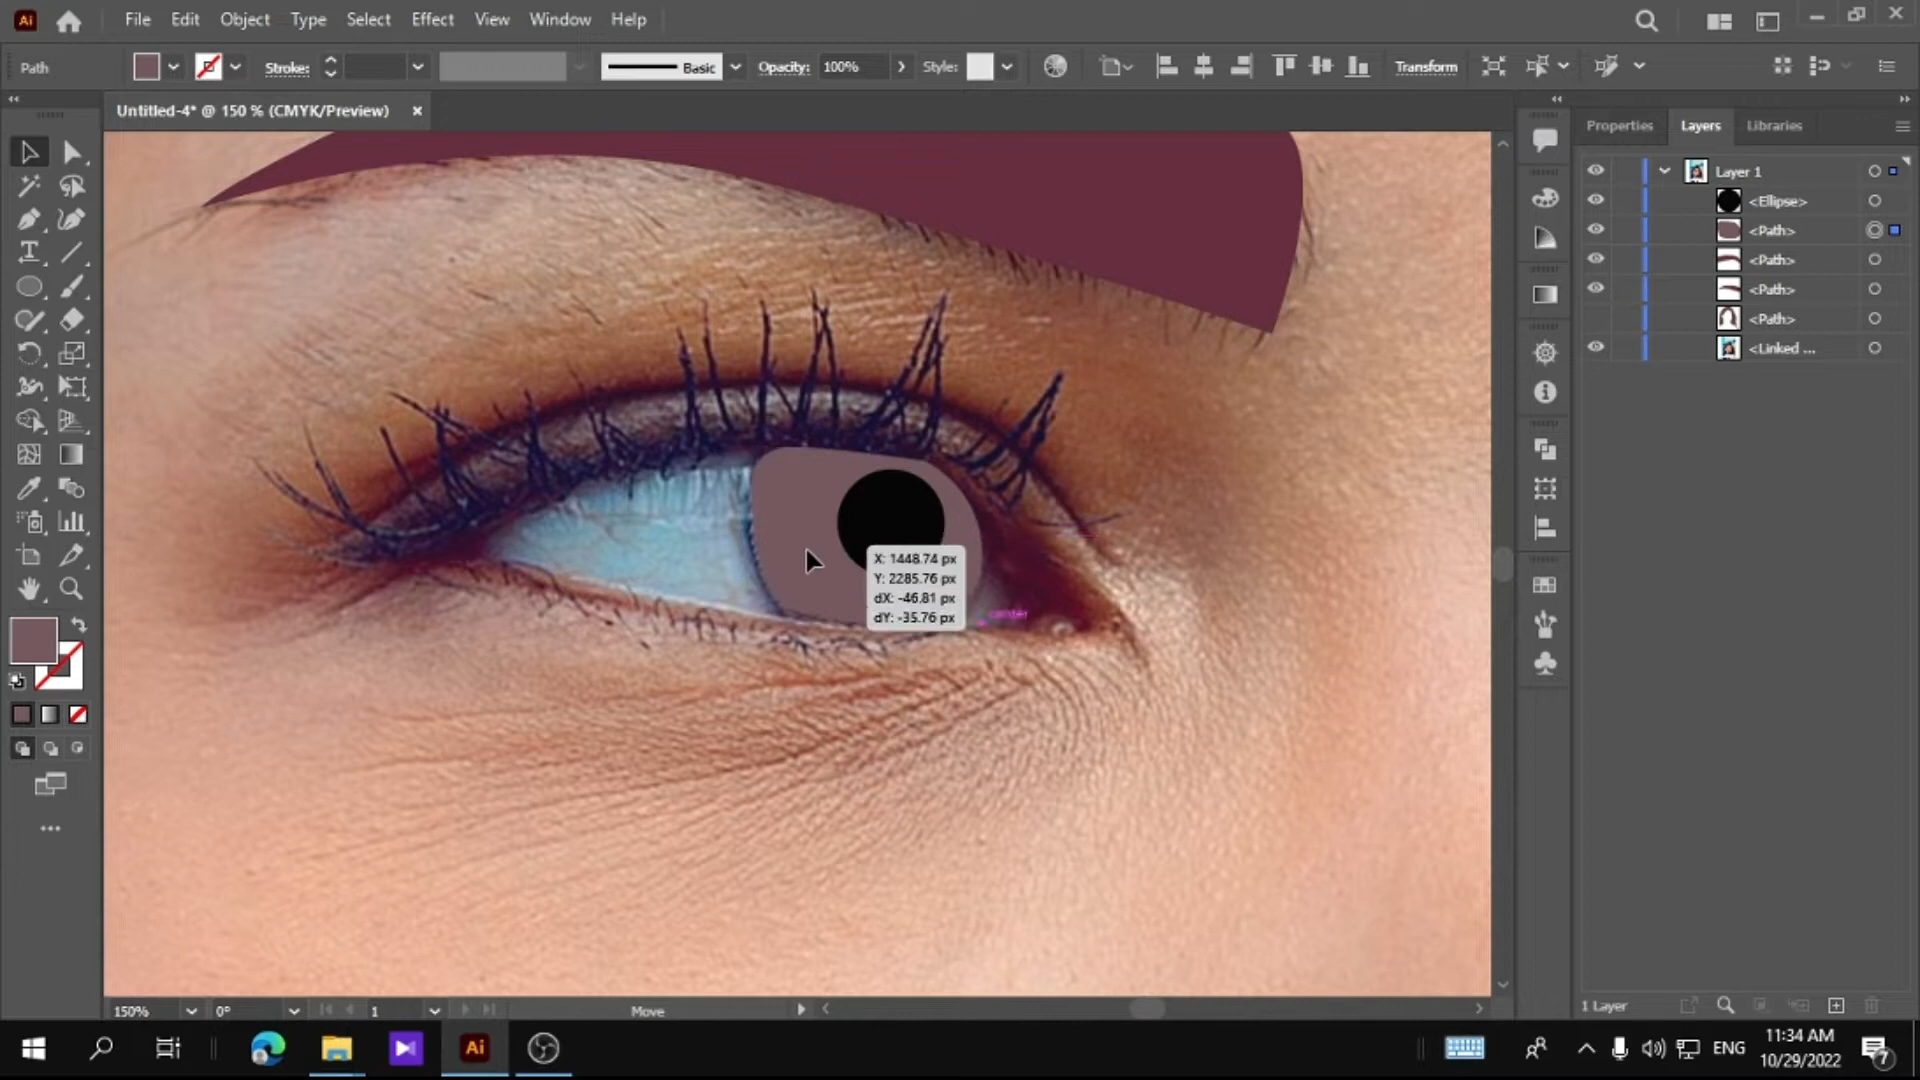 Ai File Edit Object Type Select Effect View Window Help
Path Stroke: Basic Opacity: 100% Style: Transform
Untitled-4* @ 150 % (CMYK/Preview) ×
Properties Layers Libraries
Layer 1
<Ellipse>
<Path>
<Path>
<Path>
<Path>
<Linked ...
X: 1448.74 px
Y: 2285.76 px
dX: -46.81 px
dY: -35.76 px
center
150% 0° 1 Move
1 Layer
Ai ENG 11:34 AM
10/29/2022
7